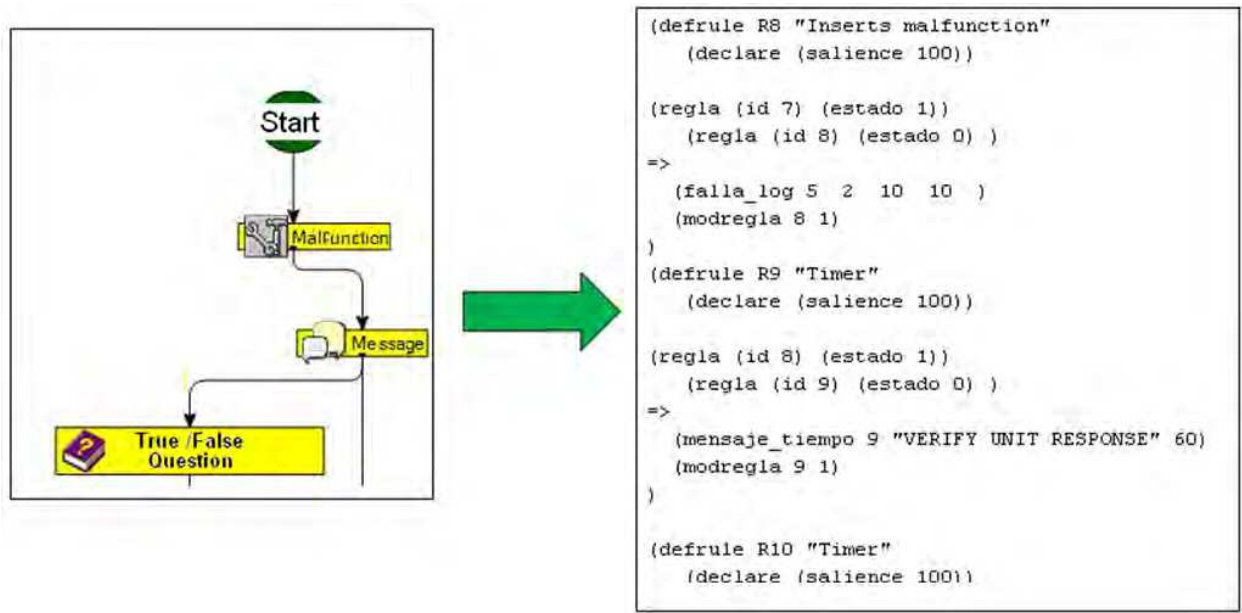 Start
Malfunction
Message
True /False
Question
(defrule R8 "Inserts malfunction"
(declare (salience 100))
(regla (id 7) (estado 1))
(regla (id 8) (estado 0) )
=>
(falla_log 5 2 10 10 )
(modregla 8 1)
)
(defrule R9 "Timer"
(declare (salience 100))
(regla (id 8) (estado 1))
(regla (id 9) (estado 0) )
=>
(mensaje_tiempo 9 "VERIFY UNIT RESPONSE" 60)
(modregla 9 1)
)
(defrule R10 "Timer"
(declare (salience 100))